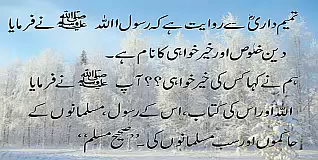 تمیم داریؓ سے روایت ہے کہ رسول اللہ ﷺ نے فرمایا
دین خلوص اور خیر خواہی کا نام ہے۔
ہم نے کہا کس کی خیر خواہی؟؟ آپ ﷺ نے فرمایا
اللہ اور اس کی کتاب، اس کے رسول، مسلمانوں کے
حاکموں اور سب مسلمانوں کی۔ ”صحیح مسلم“